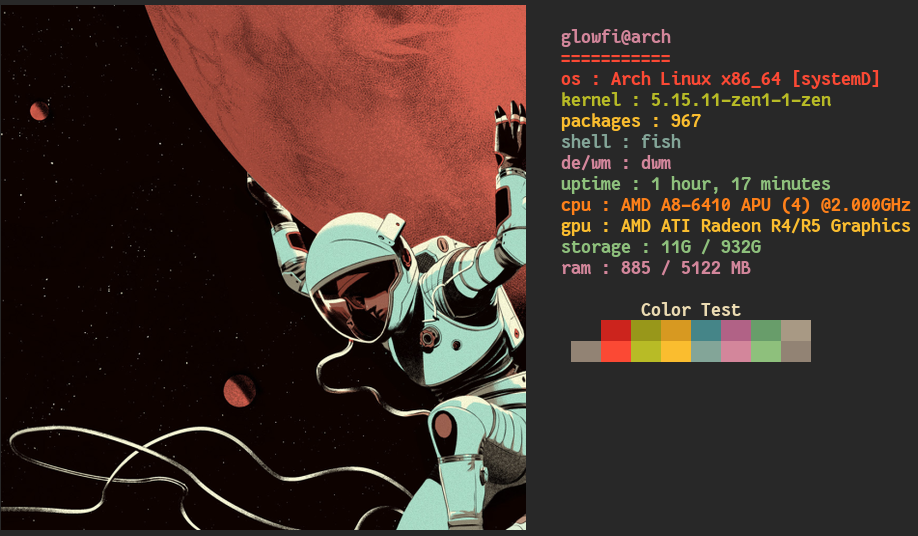 glowfi@arch
===========
os : Arch Linux x86_64 [systemD]
kernel : 5.15.11-zen1-1-zen
packages : 967
shell : fish
de/wm : dwm
uptime : 1 hour, 17 minutes
cpu : AMD A8-6410 APU (4) @2.000GHz
gpu : AMD ATI Radeon R4/R5 Graphics
storage : 11G / 932G
ram : 885 / 5122 MB
Color Test